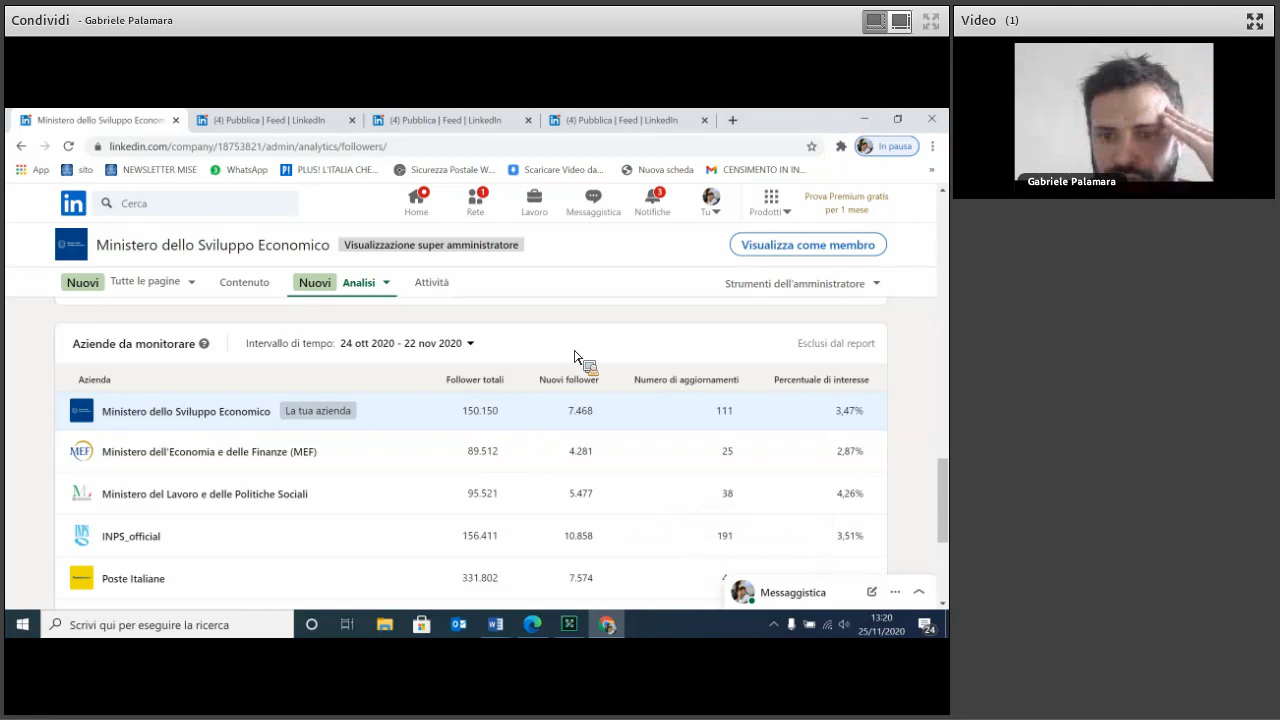 Condividi - Gabriele Palamara
Video (1)
Gabriele Palamara
Ministero dello Sviluppo Econom
(4) Pubblica | Feed | LinkedIn
(4) Pubblica | Feed | LinkedIn
(4) Pubblica | Feed | LinkedIn
linkedin.com/company/18753821/admin/analytics/followers/
In pausa
App sito NEWSLETTER MISE WhatsApp PLUS! L'ITALIA CHE... Sicurezza Postale W... Scaricare Video da... Nuova scheda CENSIMENTO IN IN...
Cerca
Home Rete Lavoro Messaggistica Notifiche Tu Prodotti
1
3
Prova Premium gratis
per 1 mese
Ministero dello Sviluppo Economico Visualizzazione super amministratore Visualizza come membro
Nuovi Tutte le pagine Contenuto Nuovi Analisi Attività Strumenti dell'amministratore
Aziende da monitorare Intervallo di tempo: 24 ott 2020 - 22 nov 2020 Esclusi dal report
Azienda Follower totali Nuovi follower Numero di aggiornamenti Percentuale di interesse
Ministero dello Sviluppo Economico La tua azienda 150.150 7.468 111 3,47%
MEF Ministero dell'Economia e delle Finanze (MEF) 89.512 4.281 25 2,87%
Ministero del Lavoro e delle Politiche Sociali 95.521 5.477 38 4,26%
INPS_official 156.411 10.858 191 3,51%
Poste Italiane 331.802 7.574
Messaggistica
Scrivi qui per eseguire la ricerca
13:20
25/11/2020
24